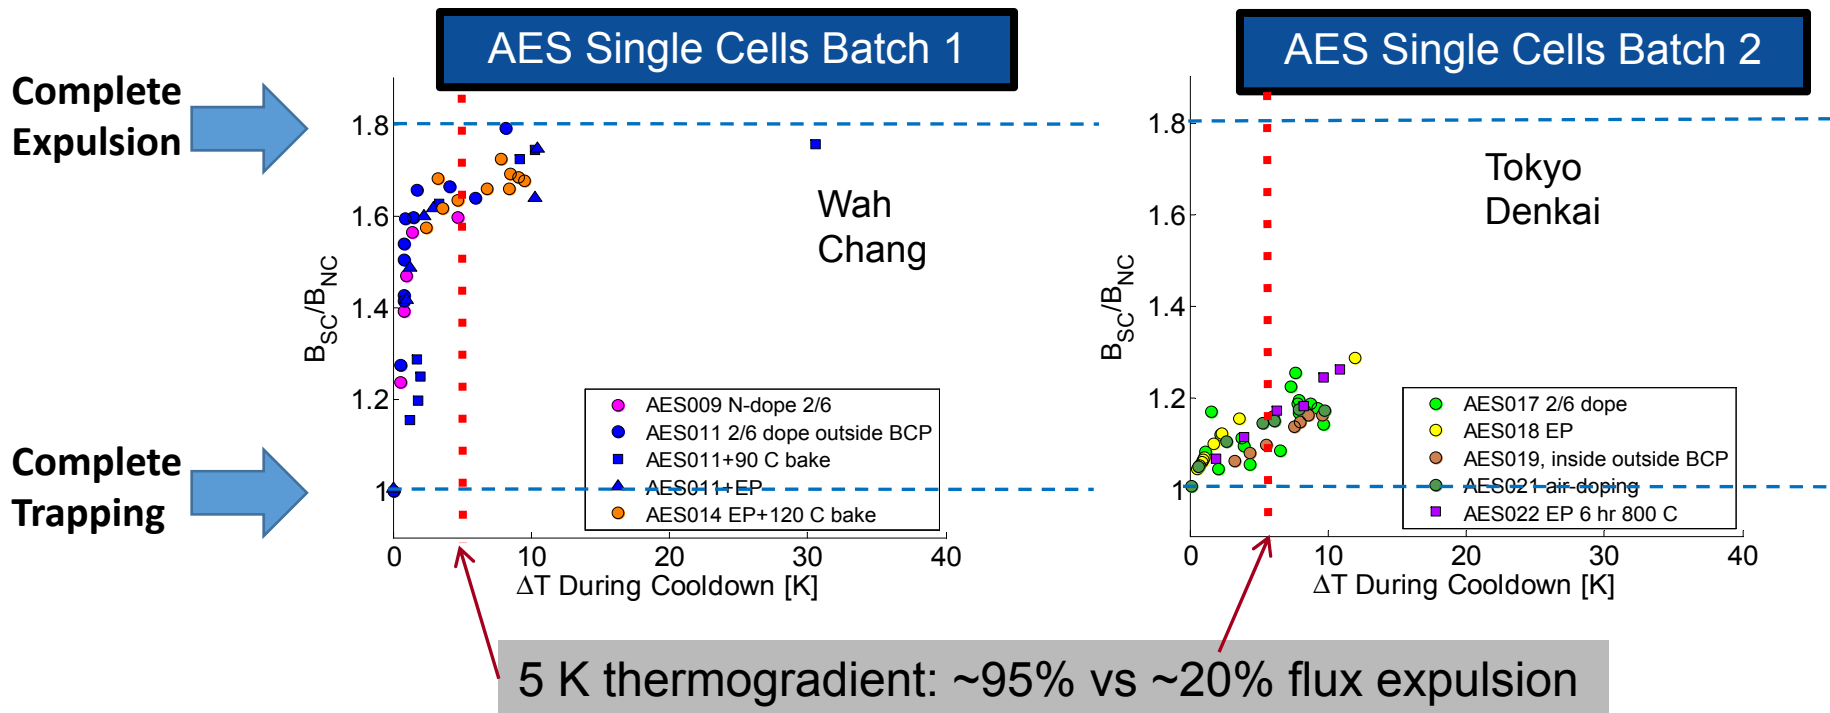 AES Single Cells Batch 1
AES Single Cells Batch 2
Complete
Expulsion
Complete
Trapping
B_SC/B_NC
1.8
1.6
1.4
1.2
1
0
10
20
30
40
ΔT During Cooldown [K]
Wah
Chang
AES009 N-dope 2/6
AES011 2/6 dope outside BCP
AES011+90 C bake
AES011+EP
AES014 EP+120 C bake
B_SC/B_NC
1.8
1.6
1.4
1.2
1
0
10
20
30
40
ΔT During Cooldown [K]
Tokyo
Denkai
AES017 2/6 dope
AES018 EP
AES019, inside outside BCP
AES021 air-doping
AES022 EP 6 hr 800 C
5 K thermogradient: ~95% vs ~20% flux expulsion